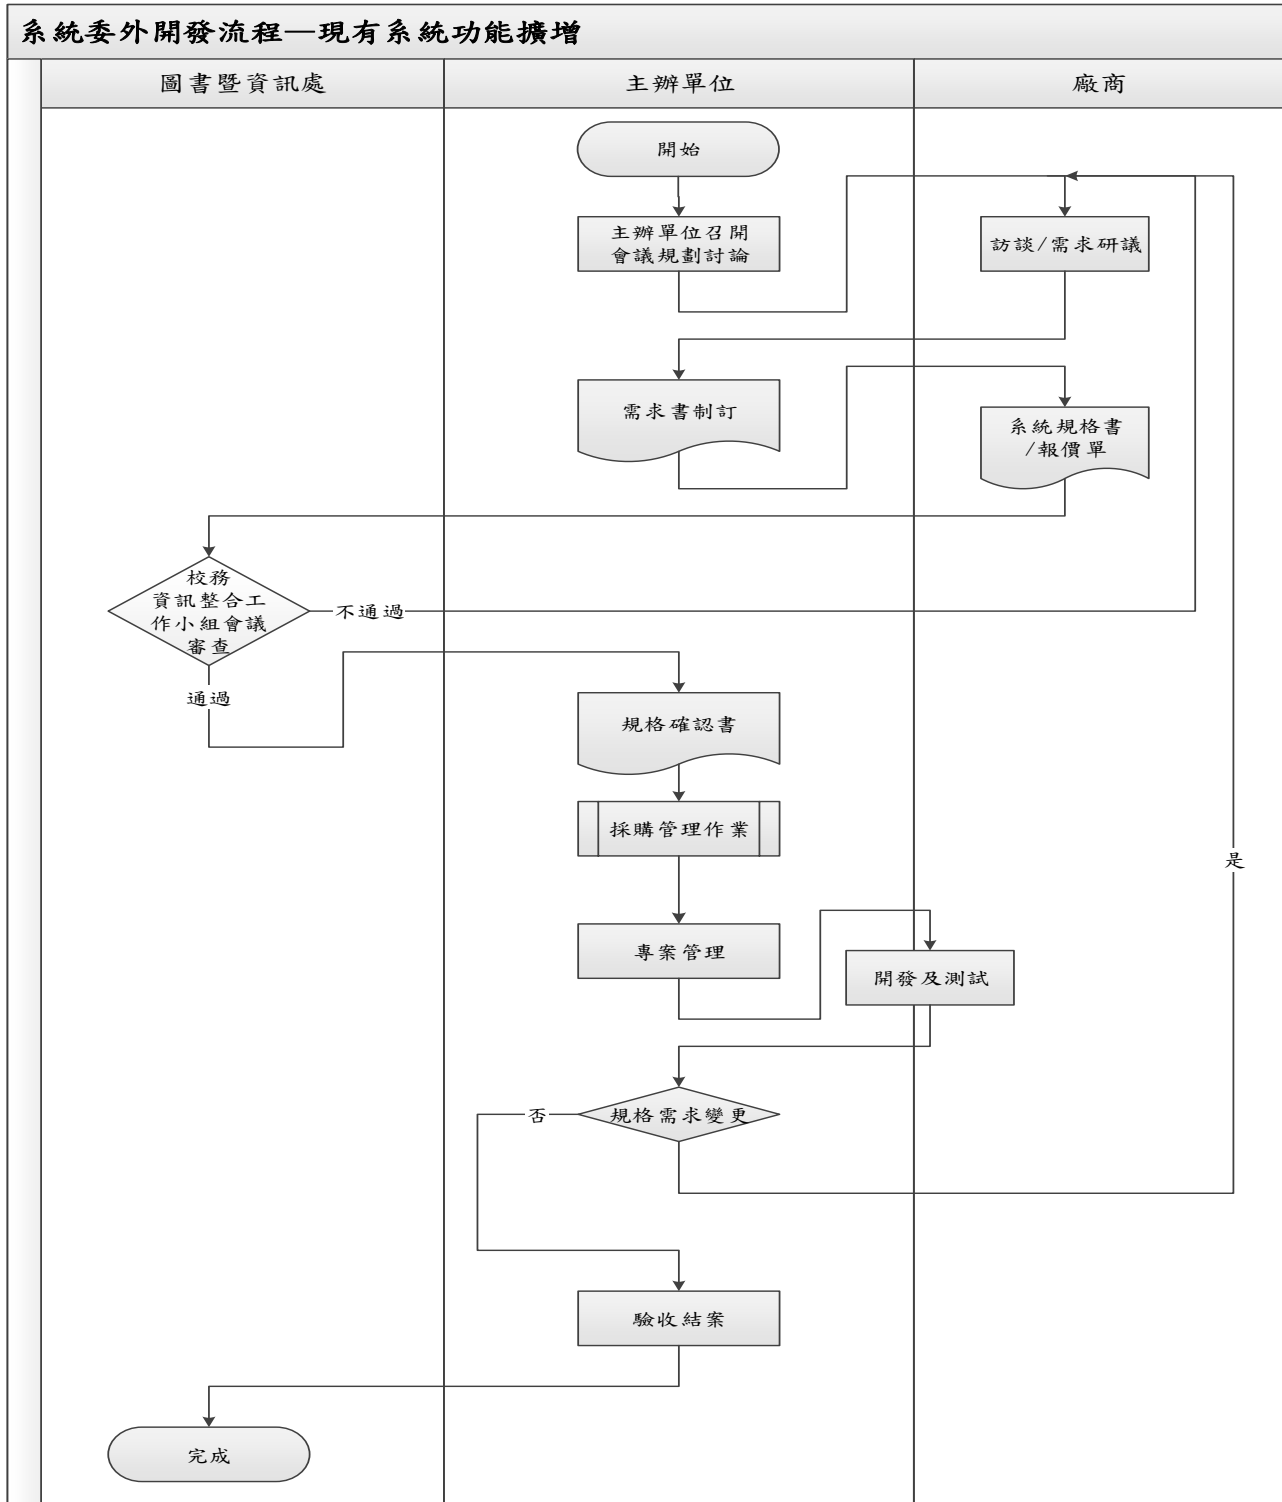 系統委外開發流程—現有系統功能擴增
圖書暨資訊處
主辦單位
廠商
開始
主辦單位召開
會議規劃討論
訪談/需求研議
需求書制訂
系統規格書
/報價單
校務
資訊整合工
作小組會議
審查
不通過
通過
規格確認書
採購管理作業
是
專案管理
開發及測試
規格需求變更
否
驗收結案
完成